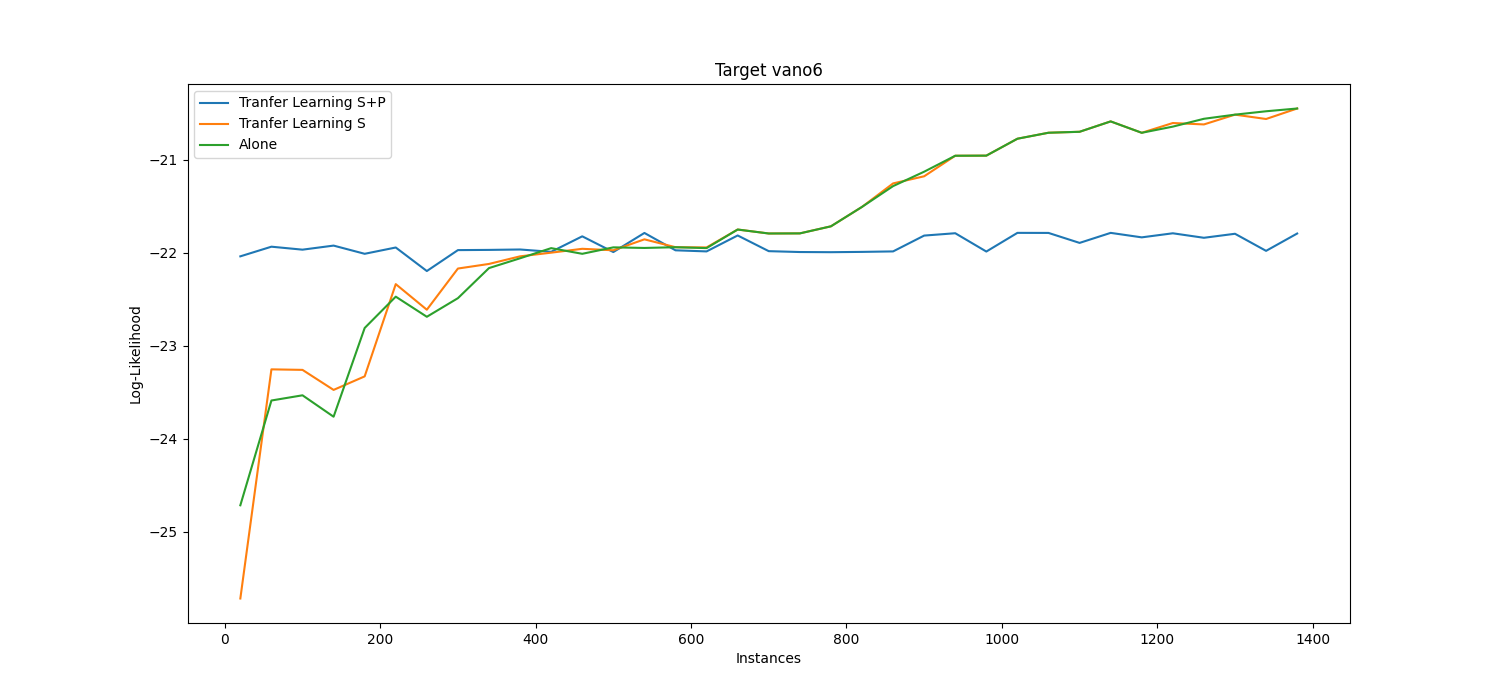 Target vano6
Tranfer Learning S+P
Tranfer Learning S
Alone
Log-Likelihood
−21
−22
−23
−24
−25
0 200 400 600 800 1000 1200 1400
Instances